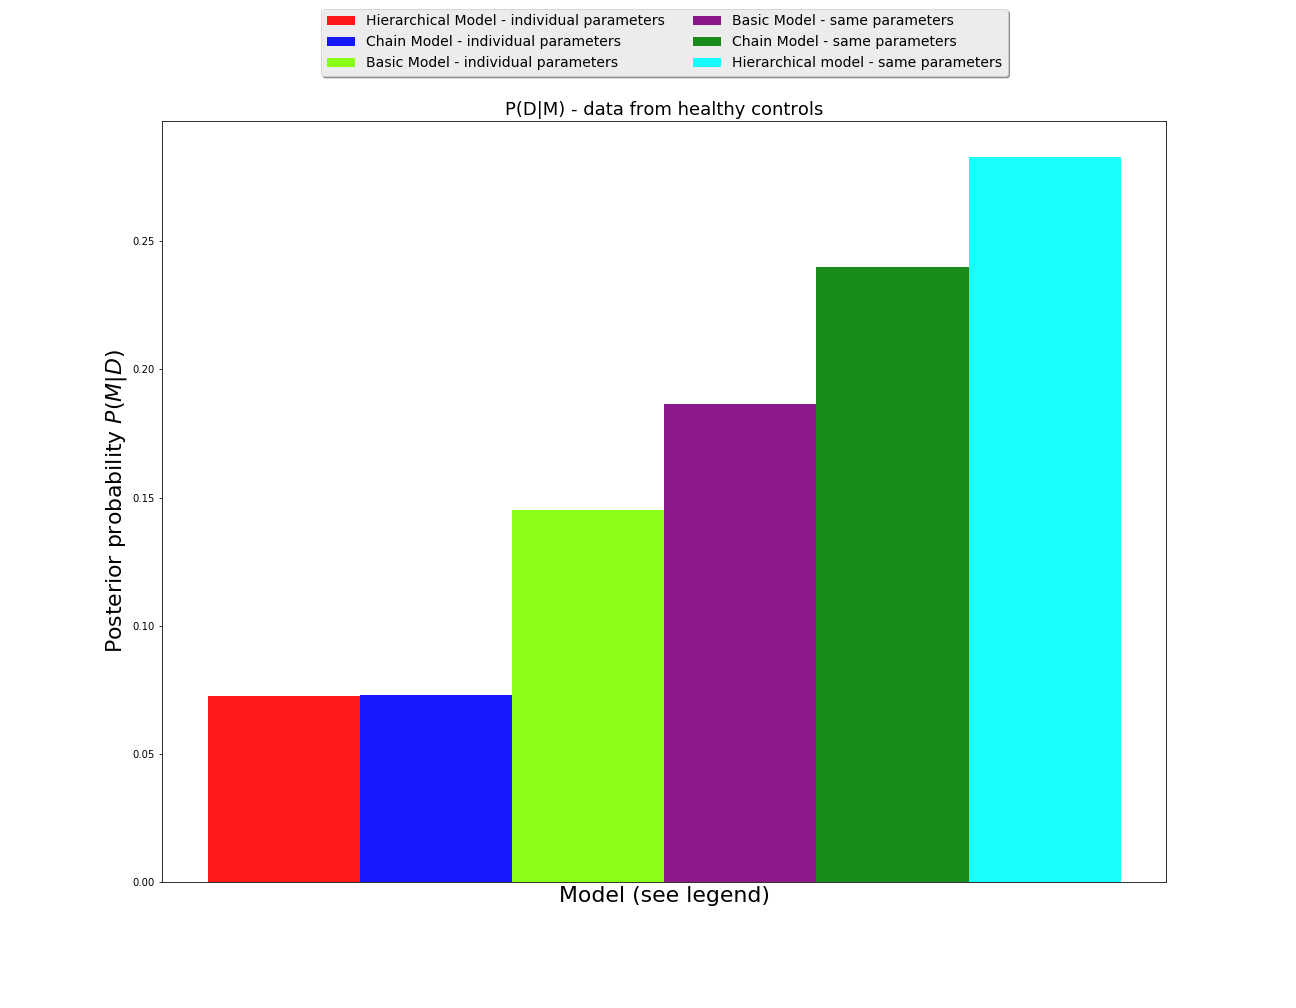 Hierarchical Model - individual parameters
Chain Model - individual parameters
Basic Model - individual parameters
Basic Model - same parameters
Chain Model - same parameters
Hierarchical model - same parameters
P(D|M) - data from healthy controls
0.25
0.20
0.15
0.10
0.05
0.00
Posterior probability P(M|D)
Model (see legend)